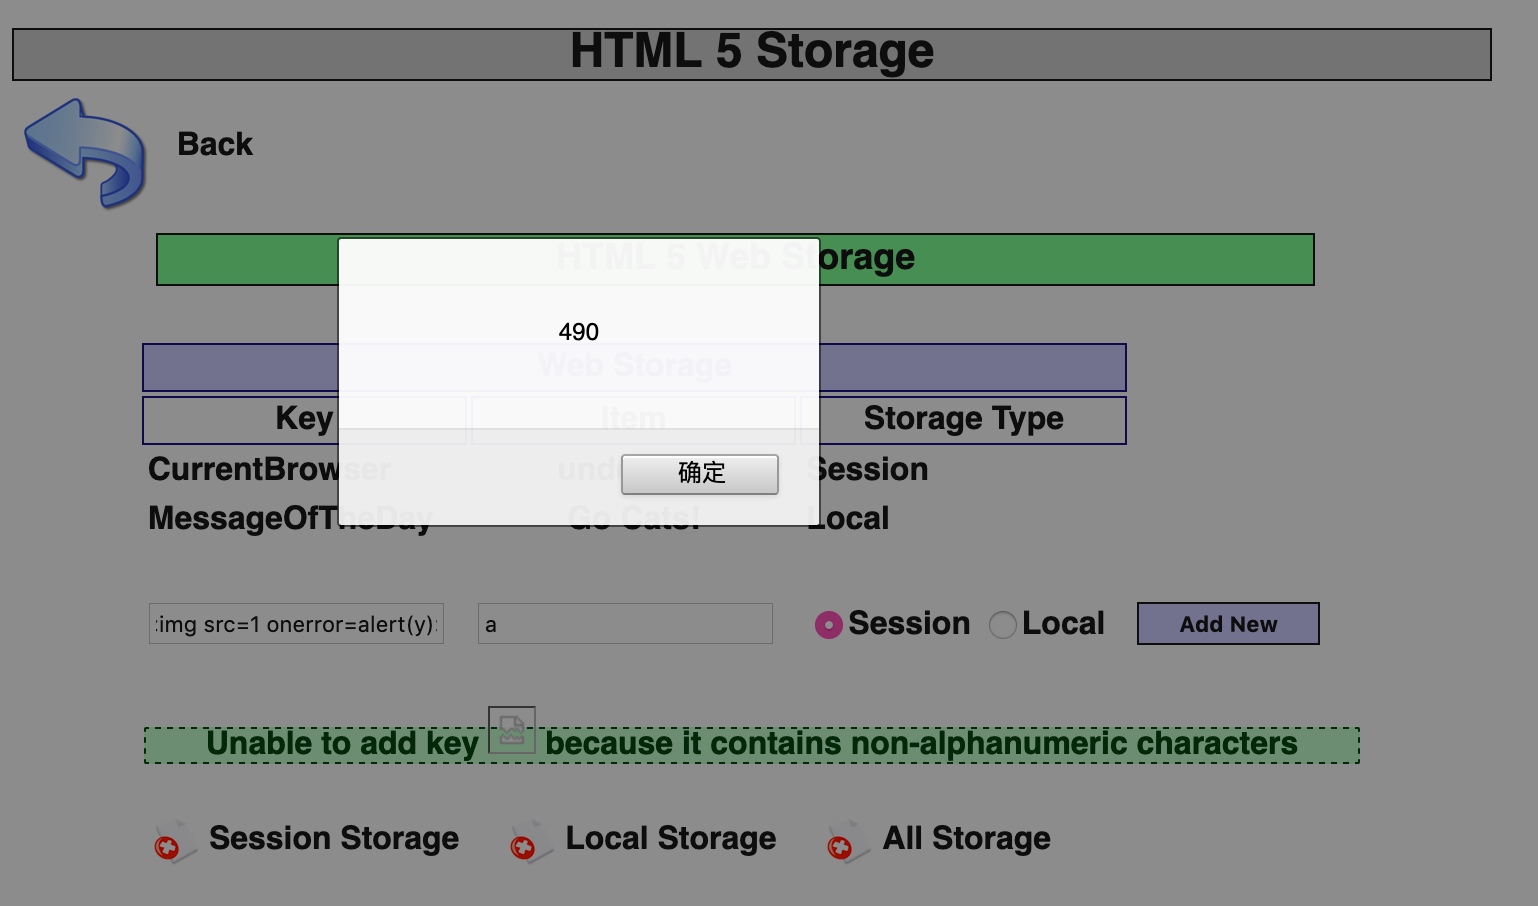 HTML 5 Storage
Back
HTML 5 Web Storage
490
Web Storage
Key Item Storage Type
CurrentBrowser Session
确定
MessageOfTheDay Go Cats! Local
img src=1 onerror=alert(y) a Session Local Add New
Unable to add key because it contains non-alphanumeric characters
Session Storage Local Storage All Storage